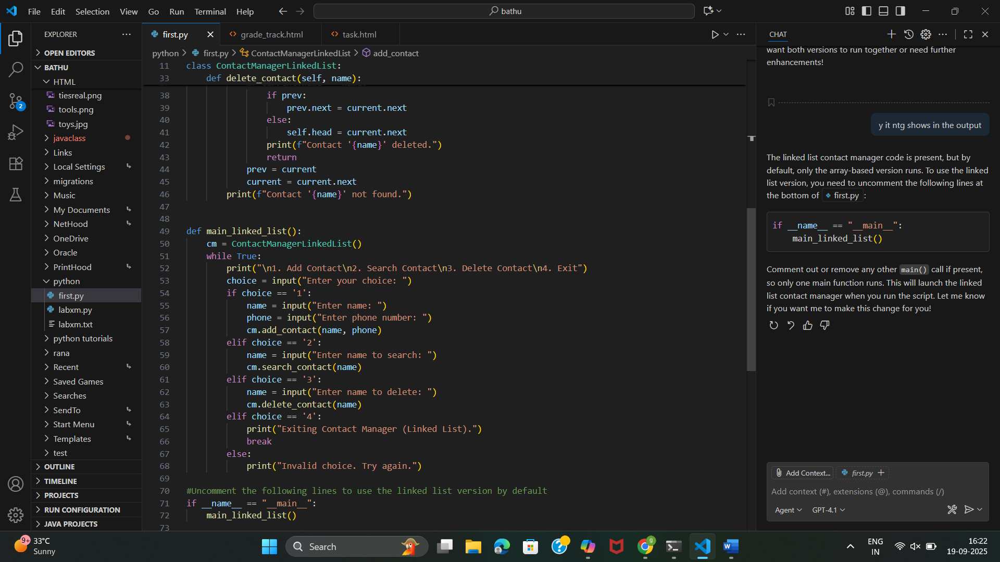 File Edit Selection View Go Run Terminal Help
bathu
EXPLORER
OPEN EDITORS
BATHU
HTML
tiesreal.png
tools.png
toys.jpg
javaclass
Links
Local Settings
migrations
Music
My Documents
NetHood
OneDrive
Oracle
PrintHood
python
first.py
labxm.py
labxm.txt
python tutorials
rana
Recent
Saved Games
Searches
SendTo
Start Menu
Templates
test
OUTLINE
TIMELINE
PROJECTS
RUN CONFIGURATION
JAVA PROJECTS
2
first.py grade_track.html task.html
python > first.py > ContactManagerLinkedList > add_contact
11 class ContactManagerLinkedList:
33 def delete_contact(self, name):
38 if prev:
39 prev.next = current.next
40 else:
41 self.head = current.next
42 print(f"Contact '{name}' deleted.")
43 return
44 prev = current
45 current = current.next
46 print(f"Contact '{name}' not found.")
47
48
49 def main_linked_list():
50 cm = ContactManagerLinkedList()
51 while True:
52 print("\n1. Add Contact\n2. Search Contact\n3. Delete Contact\n4. Exit")
53 choice = input("Enter your choice: ")
54 if choice == '1':
55 name = input("Enter name: ")
56 phone = input("Enter phone number: ")
57 cm.add_contact(name, phone)
58 elif choice == '2':
59 name = input("Enter name to search: ")
60 cm.search_contact(name)
61 elif choice == '3':
62 name = input("Enter name to delete: ")
63 cm.delete_contact(name)
64 elif choice == '4':
65 print("Exiting Contact Manager (Linked List).")
66 break
67 else:
68 print("Invalid choice. Try again.")
69
70 #Uncomment the following lines to use the linked list version by default
71 if __name__ == "__main__":
72 main_linked_list()
73
CHAT
want both versions to run together or need further
enhancements!
y it ntg shows in the output
The linked list contact manager code is present, but by
default, only the array-based version runs. To use the linked
list version, you need to uncomment the following lines at
the bottom of first.py :
if __name__ == "__main__":
main_linked_list()
Comment out or remove any other main() call if present,
so only one main function runs. This will launch the linked
list contact manager when you run the script. Let me know
if you want me to make this change for you!
Add Context... first.py
Add context (#), extensions (@), commands (/)
Agent GPT-4.1
9+
33°C
Sunny
Search
ENG
IN
16:22
19-09-2025